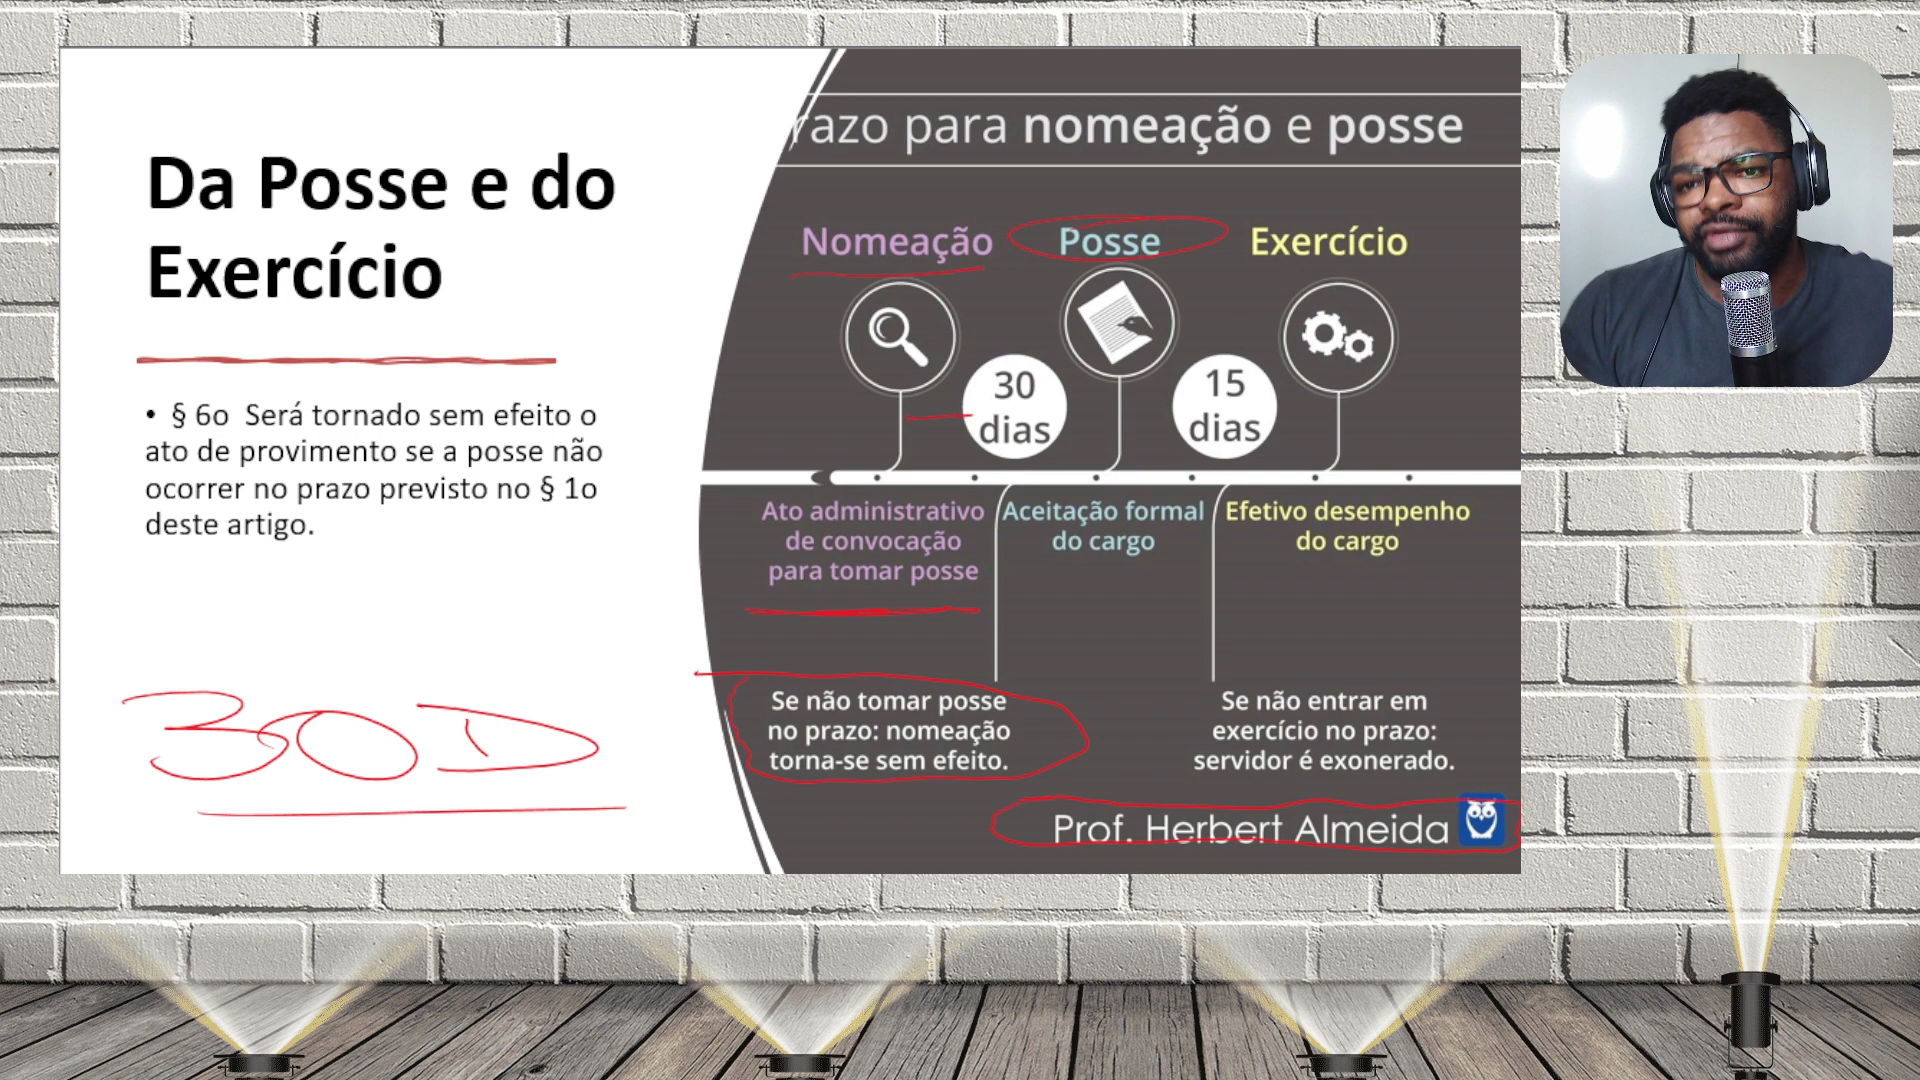 Da Posse e do
Exercício
• § 6o Será tornado sem efeito o
ato de provimento se a posse não
ocorrer no prazo previsto no § 1o
deste artigo.
30D
razo para nomeação e posse
Nomeação
Posse
Exercício
30
dias
15
dias
Ato administrativo
de convocação
para tomar posse
Aceitação formal
do cargo
Efetivo desempenho
do cargo
Se não tomar posse
no prazo: nomeação
torna-se sem efeito.
Se não entrar em
exercício no prazo:
servidor é exonerado.
Prof. Herbert Almeida